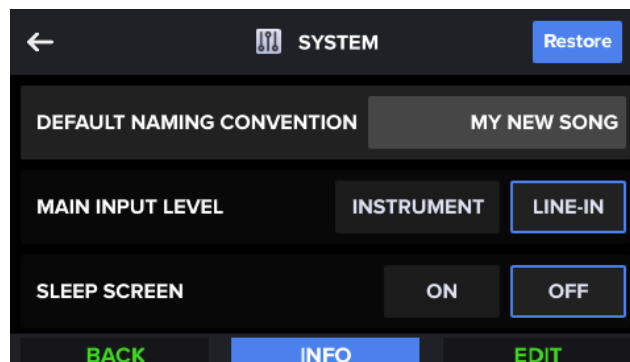 SYSTEM Restore
DEFAULT NAMING CONVENTION MY NEW SONG
MAIN INPUT LEVEL INSTRUMENT LINE-IN
SLEEP SCREEN ON OFF
BACK INFO EDIT